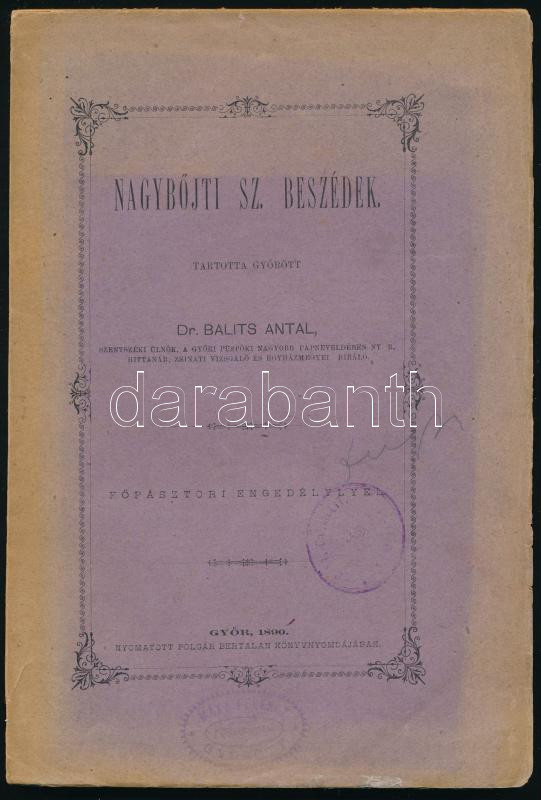 NAGYBŐJTI SZ. BESZÉDEK.
TARTOTTA GYŐRÖTT
Dr. BALITS ANTAL,
SZENTSZÉKI ÜLNÖK, A GYŐRI PÜSPÖKI NAGYOBB PAPNEVELDÉBEN NY. R.
HITTANÁR, ZSINATI VIZSGÁLÓ ÉS EGYHÁZMEGYEI BIRÁLÓ.
darabanth
FŐPÁSZTORI ENGEDÉLYLYEL
GYŐR, 1890.
NYOMATOTT POLGÁR BERTALAN KÖNYVNYOMDÁJÁBAN.